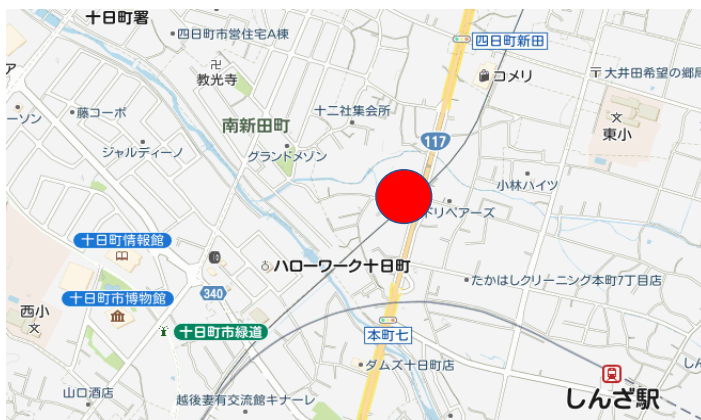 十日町署
四日町市営住宅A棟
四日町新田
ア
教光寺
コメリ
大井田希望の郷局
ーソン
藤コーポ
十二社集会所
南新田町
117
東小
ジャルディーノ
グランドメゾン
小林ハイツ
ドリペアーズ
十日町情報館
ハローワーク十日町
たかはしクリーニング本町7丁目店
340
十日町市博物館
西小
十日町市緑道
本町七
ダムズ十日町店
しん
山口酒店
しんざ駅
越後妻有交流館キナーレ